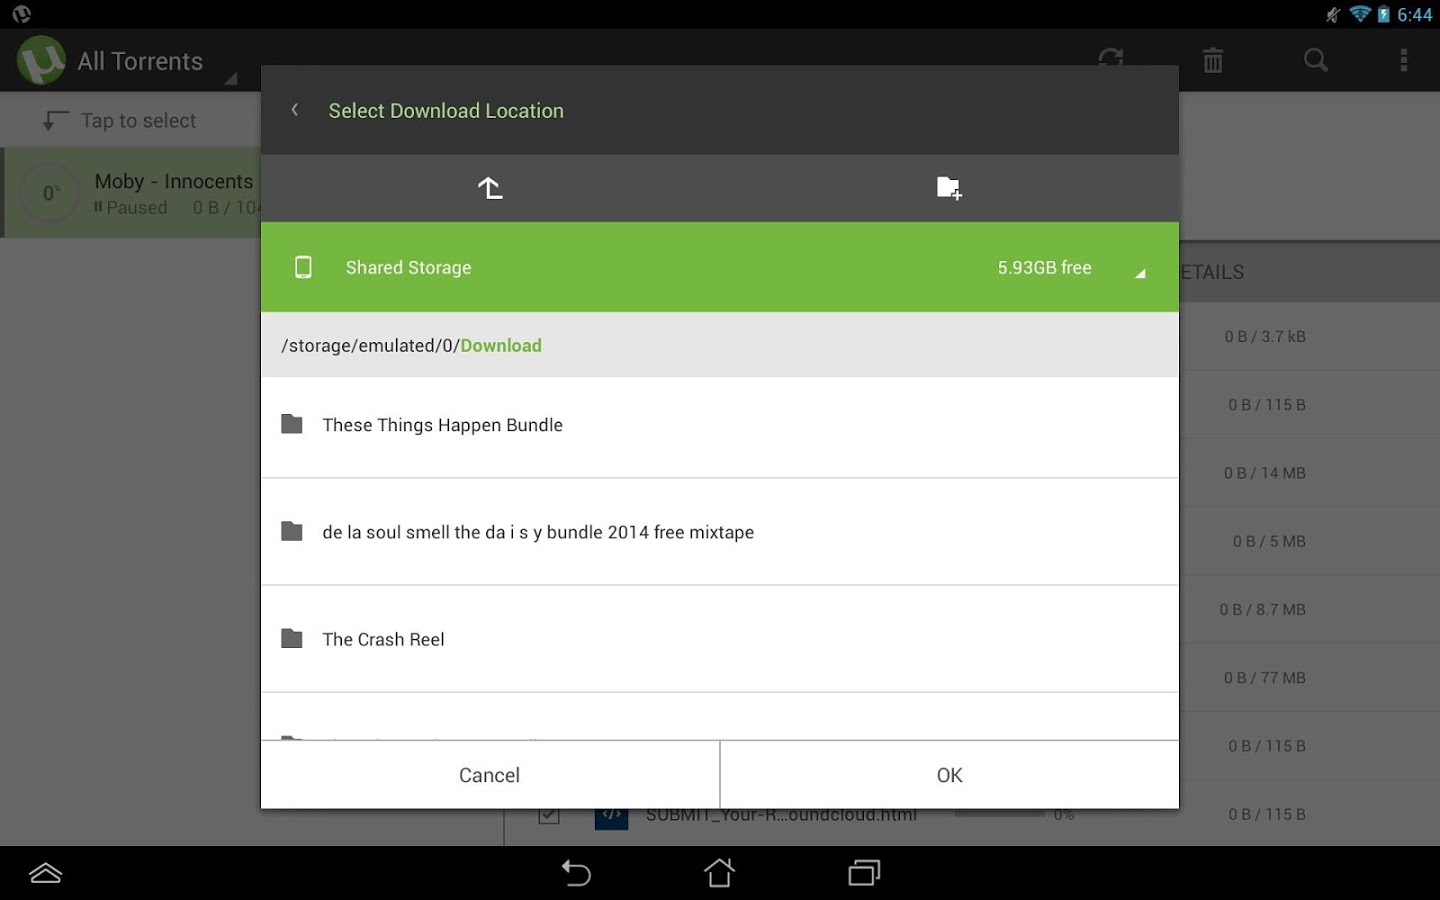 6:44
All Torrents
Tap to select
Select Download Location
Moby - Innocents
0%
Paused 0 B / 104
Shared Storage
5.93GB free
ETAILS
/storage/emulated/0/Download
0 B / 3.7 kB
These Things Happen Bundle
0 B / 115 B
0 B / 14 MB
de la soul smell the da i s y bundle 2014 free mixtape
0 B / 5 MB
The Crash Reel
0 B / 8.7 MB
0 B / 77 MB
0 B / 115 B
Cancel
OK
SUBMIT_Your-R...oundcloud.html
0%
0 B / 115 B